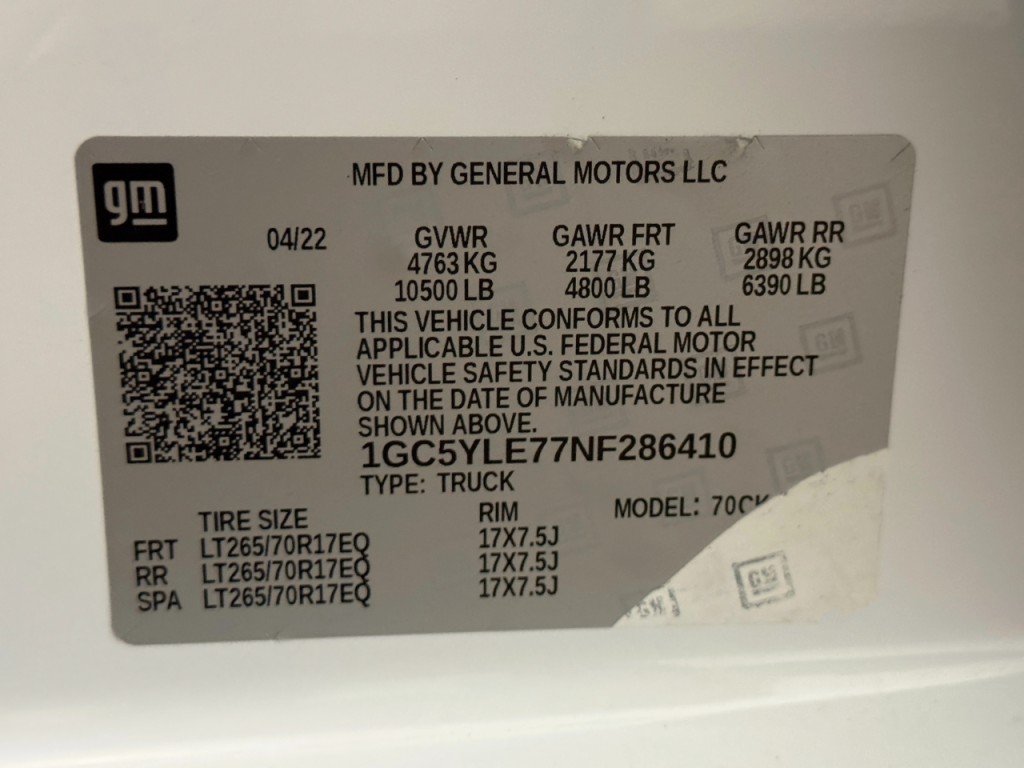 gm
MFD BY GENERAL MOTORS LLC
04/22 GVWR GAWR FRT GAWR RR
4763 KG 2177 KG 2898 KG
10500 LB 4800 LB 6390 LB
THIS VEHICLE CONFORMS TO ALL
APPLICABLE U.S. FEDERAL MOTOR
VEHICLE SAFETY STANDARDS IN EFFECT
ON THE DATE OF MANUFACTURE
SHOWN ABOVE.
1GC5YLE77NF286410
TYPE: TRUCK
TIRE SIZE RIM MODEL: 70CK
FRT LT265/70R17EQ 17X7.5J
RR LT265/70R17EQ 17X7.5J
SPA LT265/70R17EQ 17X7.5J
GM